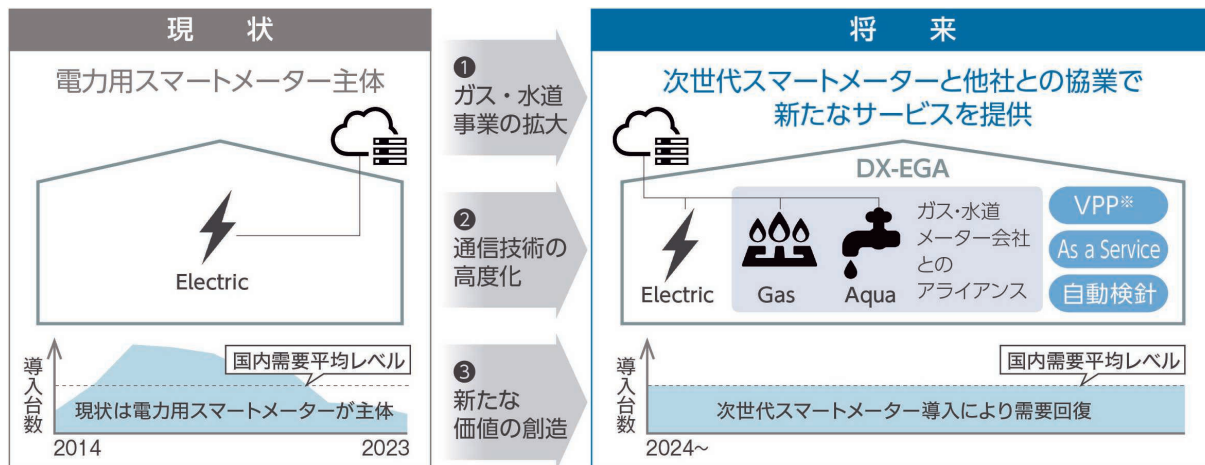 現 状
電力用スマートメーター主体
Electric
導入台数
国内需要平均レベル
現状は電力用スマートメーターが主体
2014
2023
❶
ガス・水道
事業の拡大
❷
通信技術の
高度化
❸
新たな
価値の創造
将 来
次世代スマートメーターと他社との協業で
新たなサービスを提供
DX-EGA
Electric
Gas
Aqua
ガス・水道
メーター会社
との
アライアンス
VPP※
As a Service
自動検針
導入台数
国内需要平均レベル
次世代スマートメーター導入により需要回復
2024~